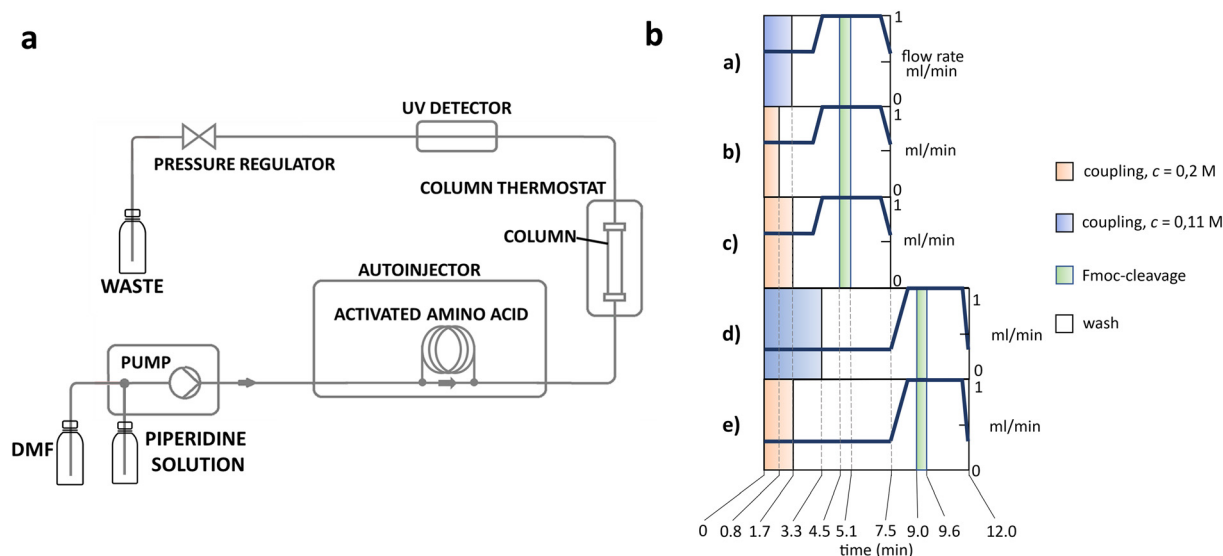 a
UV DETECTOR
PRESSURE REGULATOR
COLUMN THERMOSTAT
COLUMN
WASTE
AUTOINJECTOR
ACTIVATED AMINO ACID
PUMP
DMF
PIPERIDINE
SOLUTION
b
a)
1
flow rate
ml/min
0
b)
1
ml/min
0
c)
1
ml/min
0
d)
1
ml/min
0
e)
1
ml/min
0
0 0.8 1.7 3.3 4.5 5.1 7.5 9.0 9.6 12.0
time (min)
coupling, c = 0,2 M
coupling, c = 0,11 M
Fmoc-cleavage
wash